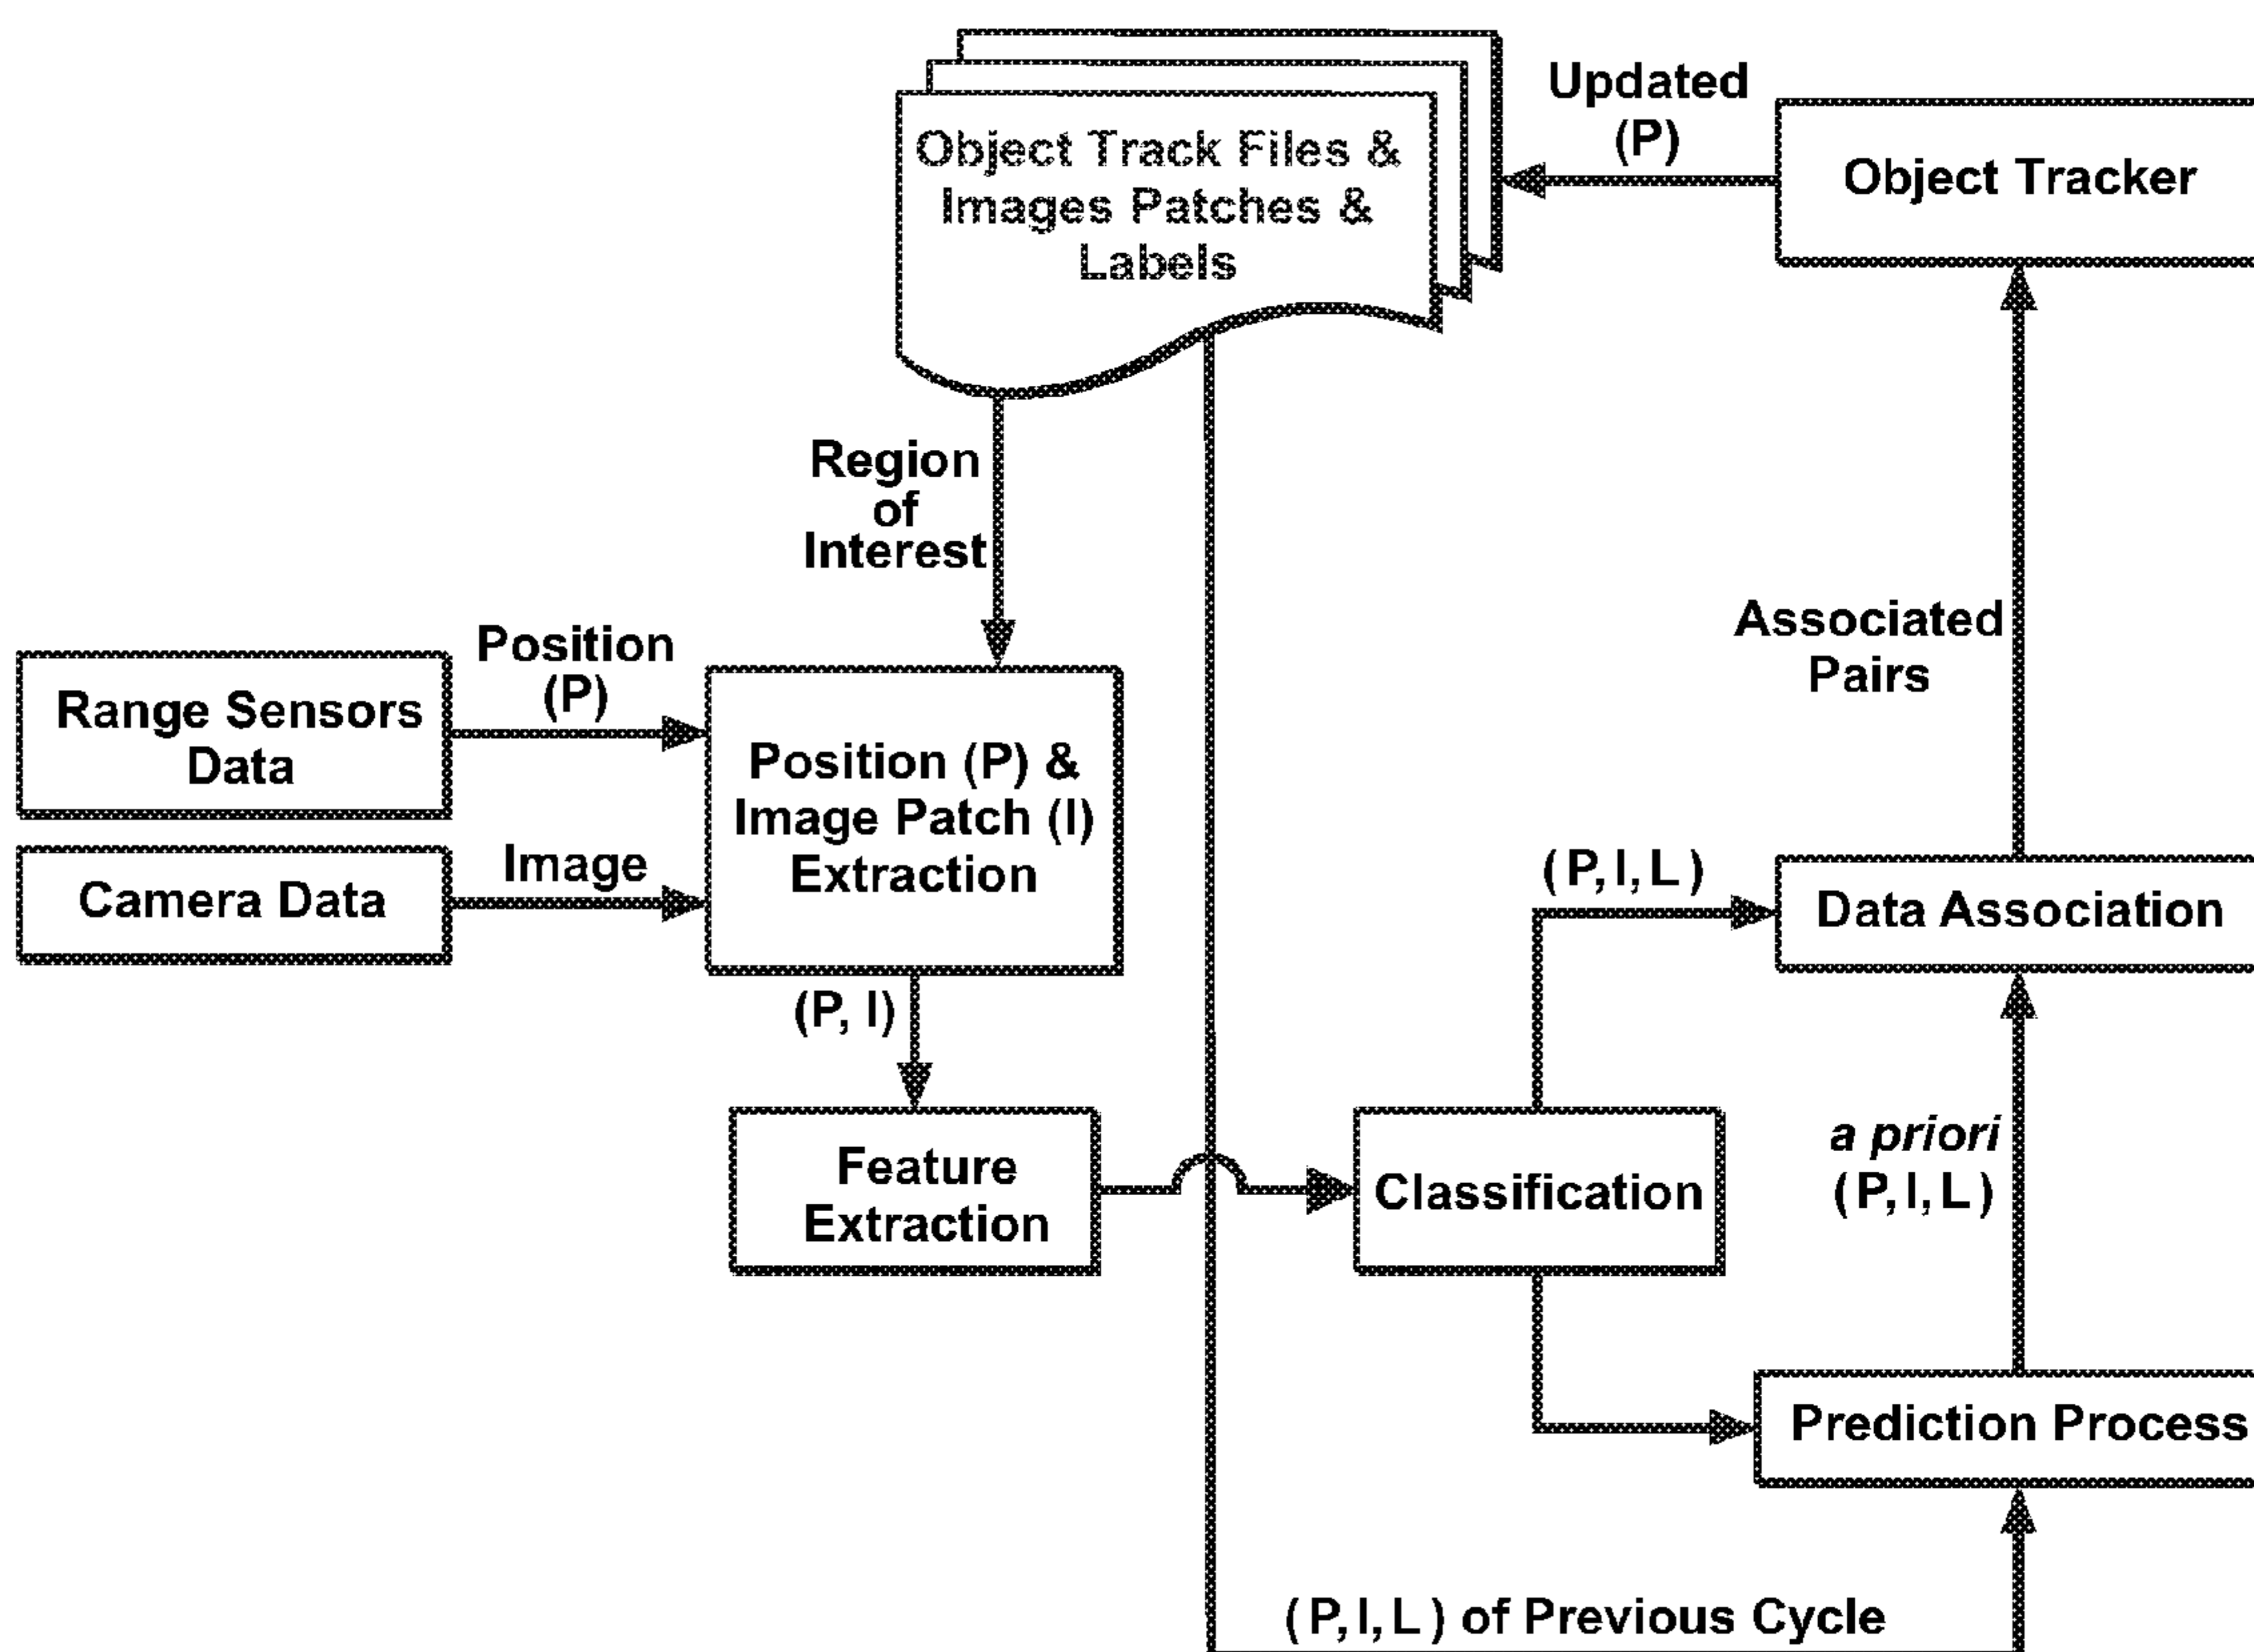 Object Track Files &
Images Patches &
Labels
Updated
(P)
Object Tracker
Region
of
Interest
Associated
Pairs
Range Sensors
Data
Position
(P)
Position (P) &
Image Patch (I)
Extraction
Camera Data
Image
(P, I)
(P, I, L)
Data Association
Feature
Extraction
Classification
a priori
(P, I, L)
Prediction Process
(P, I, L) of Previous Cycle